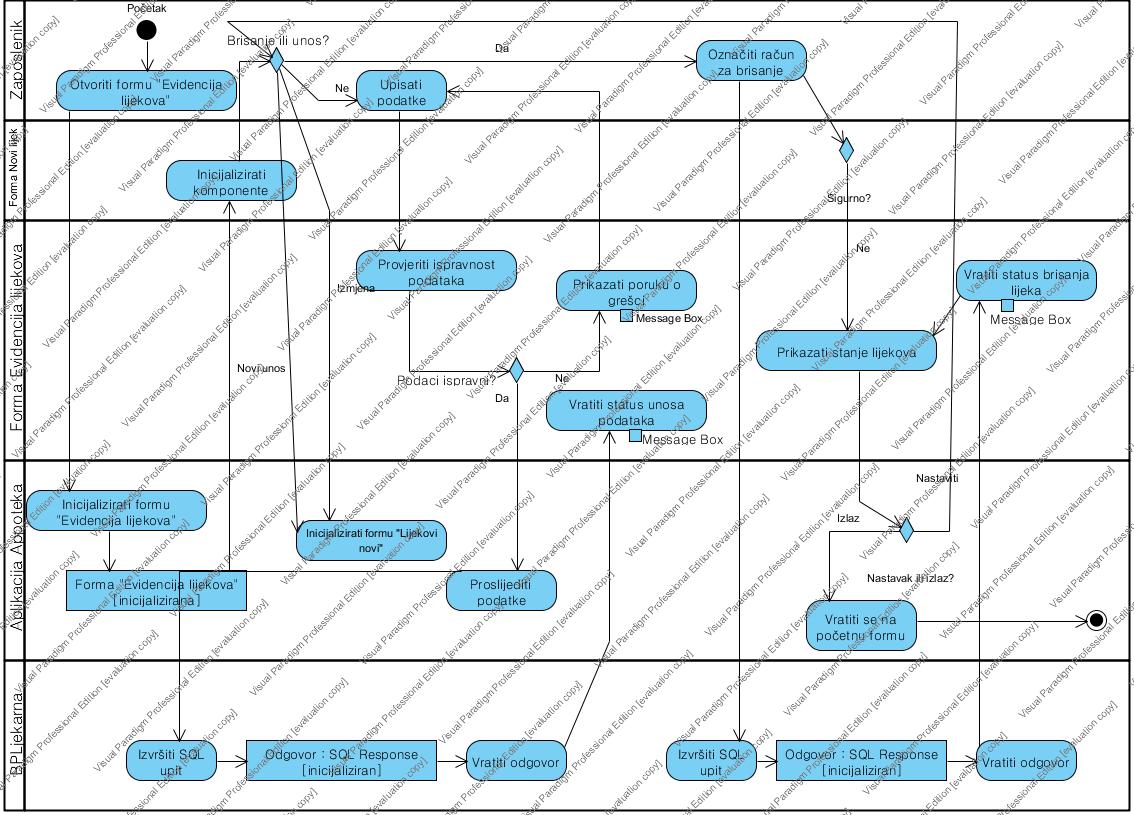 Zaposlenik
Početak
Otvoriti formu "Evidencija
lijekova"
Brisanje ili unos?
Da
Ne
Upisati
podatke
Označiti račun
za brisanje
Forma Novi lijek
Inicijalizirati
komponente
Sigurno?
Forma Evidencija lijekova
Ne
Provjeriti ispravnost
podataka
Izmjena
Prikazati poruku o
grešci
Message Box
Vratiti status brisanja
lijeka
Message Box
Prikazati stanje lijekova
Novi unos
Podaci ispravni?
Ne
Da
Vratiti status unosa
podataka
Message Box
Aplikacija Appoteka
Nastaviti
Inicijalizirati formu
"Evidencija lijekova"
Inicijalizirati formu "Lijekovi
novi"
Izlaz
Forma "Evidencija lijekova"
[inicijalizirana]
Proslijediti
podatke
Nastavak ili izlaz?
Vratiti se na
početnu formu
BP Ljekarna
Izvršiti SQL
upit
Odgovor : SQL Response
[inicijaliziran]
Vratiti odgovor
Izvršiti SQL
upit
Odgovor : SQL Response
[inicijaliziran]
Vratiti odgovor
Visual Paradigm Professional Edition [evaluation copy]